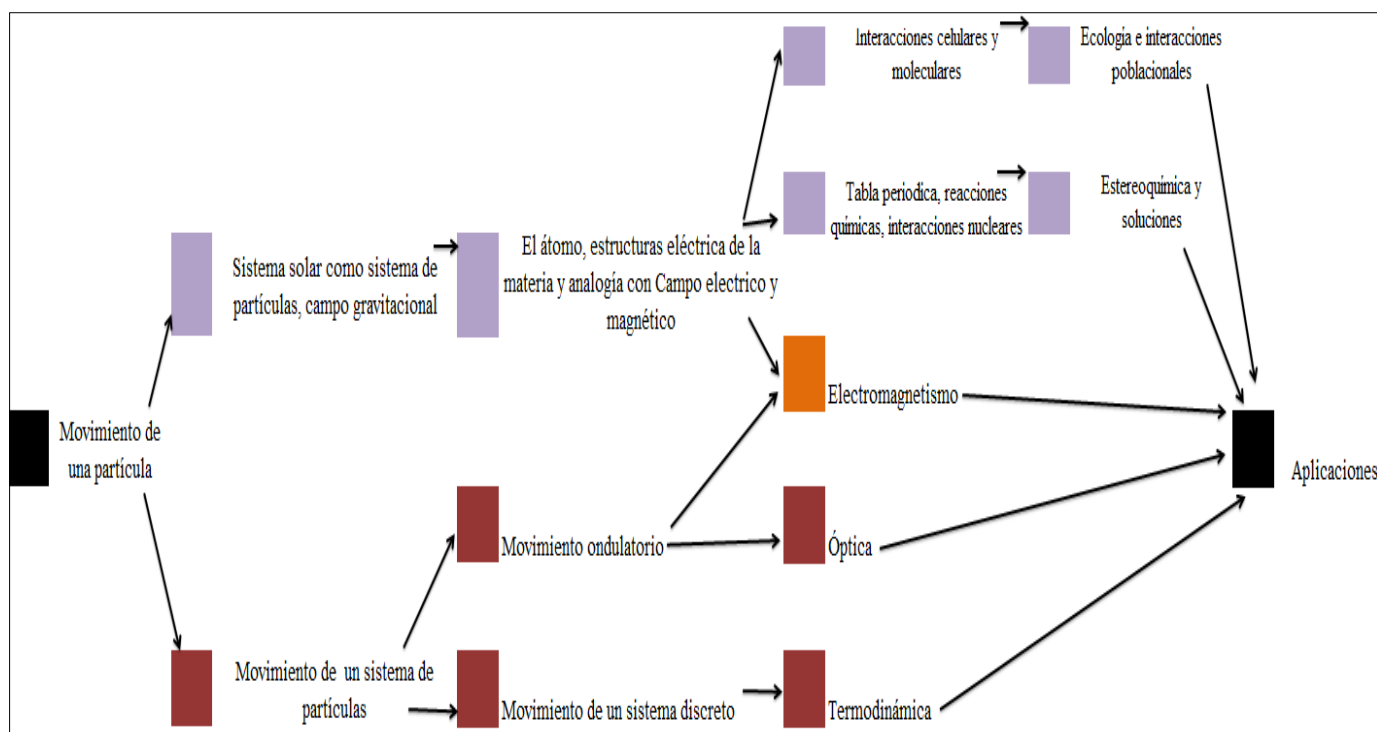 Interacciones celulares y
moleculares
Ecología e interacciones
poblacionales
Tabla periodica, reacciones
químicas, interacciones nucleares
Estereoquímica y
soluciones
Sistema solar como sistema de
partículas, campo gravitacional
El átomo, estructuras eléctrica de la
materia y analogía con Campo electrico y
magnético
Electromagnetismo
Movimiento de
una partícula
Aplicaciones
Movimiento ondulatorio
Óptica
Movimiento de un sistema de
partículas
Movimiento de un sistema discreto
Termodinámica